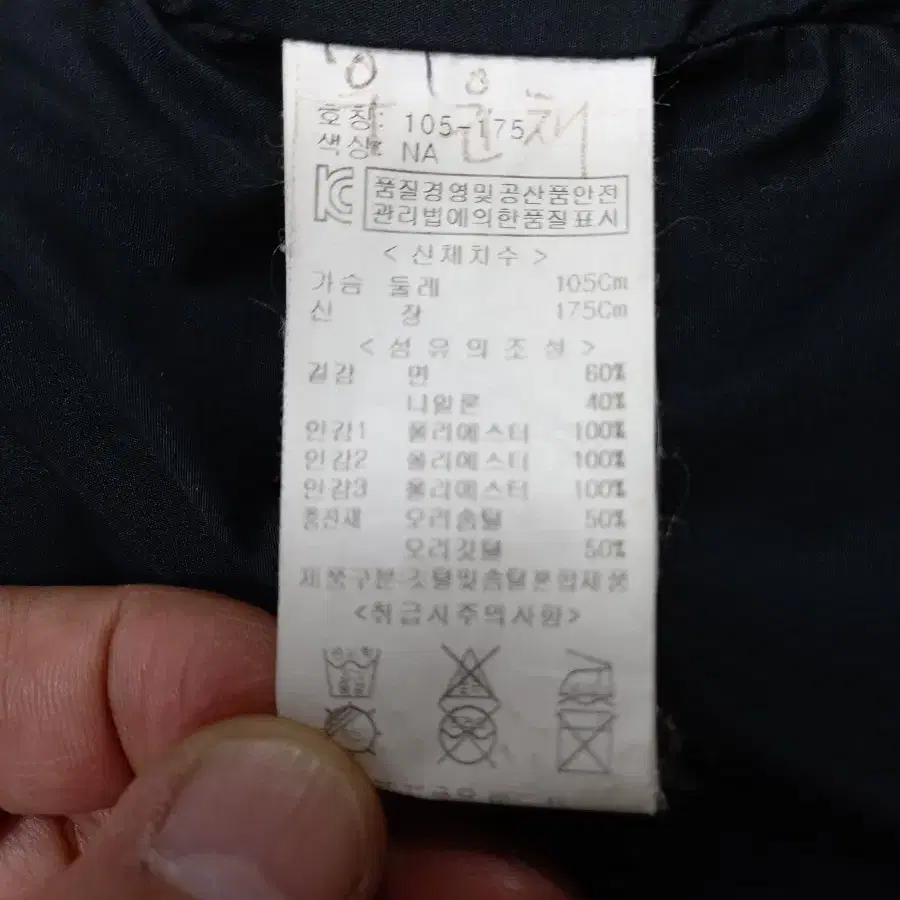 호칭: 105-175
색상: NA
품질경영및공산품안전
관리법에의한품질표시
< 신체치수 >
가슴 둘레 105Cm
신 장 175Cm
< 섬유의조성 >
겉감 면 60%
나일론 40%
안감1 폴리에스터 100%
안감2 폴리에스터 100%
안감3 폴리에스터 100%
충전재 오리솜털 50%
오리깃털 50%
제품구분:깃털및솜털혼합제품
<취급시주의사항>